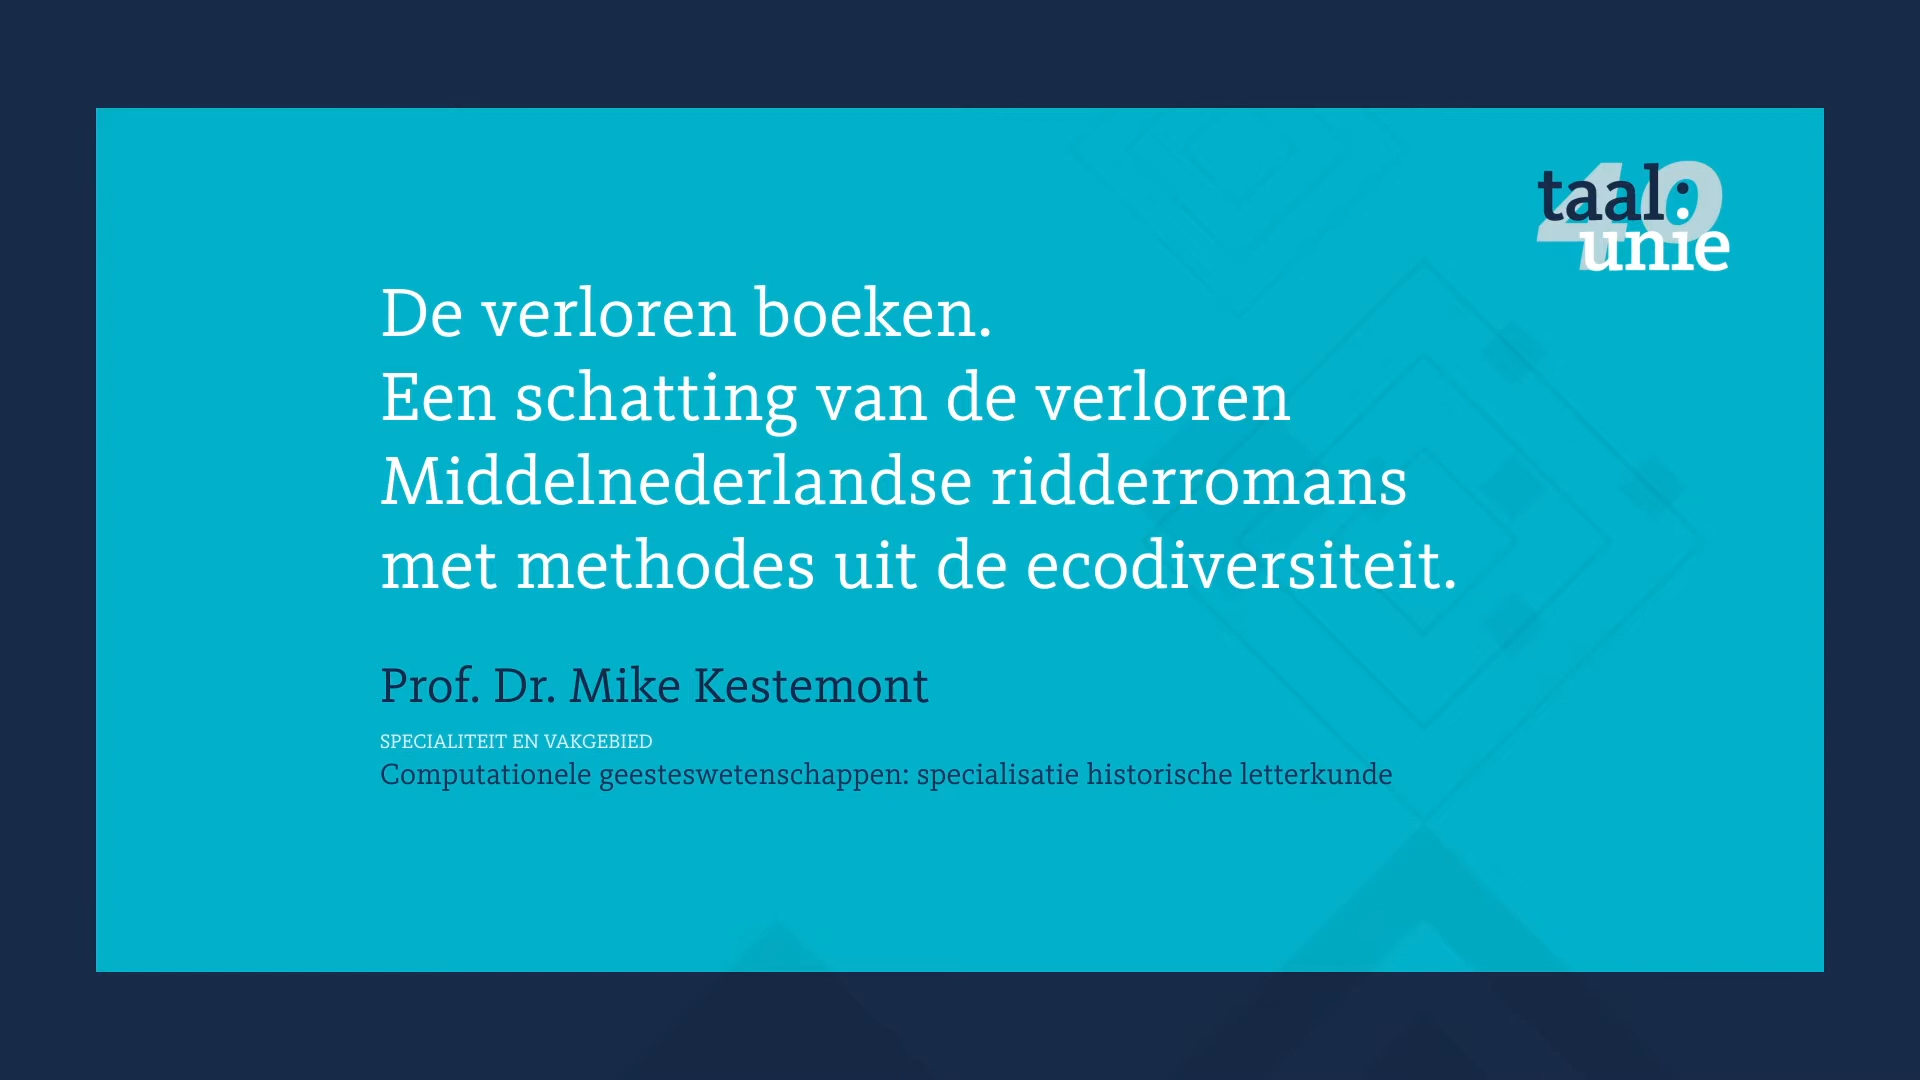 40
taal:
unie
De verloren boeken.
Een schatting van de verloren
Middelnederlandse ridderromans
met methodes uit de ecodiversiteit.
Prof. Dr. Mike Kestemont
SPECIALITEIT EN VAKGEBIED
Computationele geesteswetenschappen: specialisatie historische letterkunde